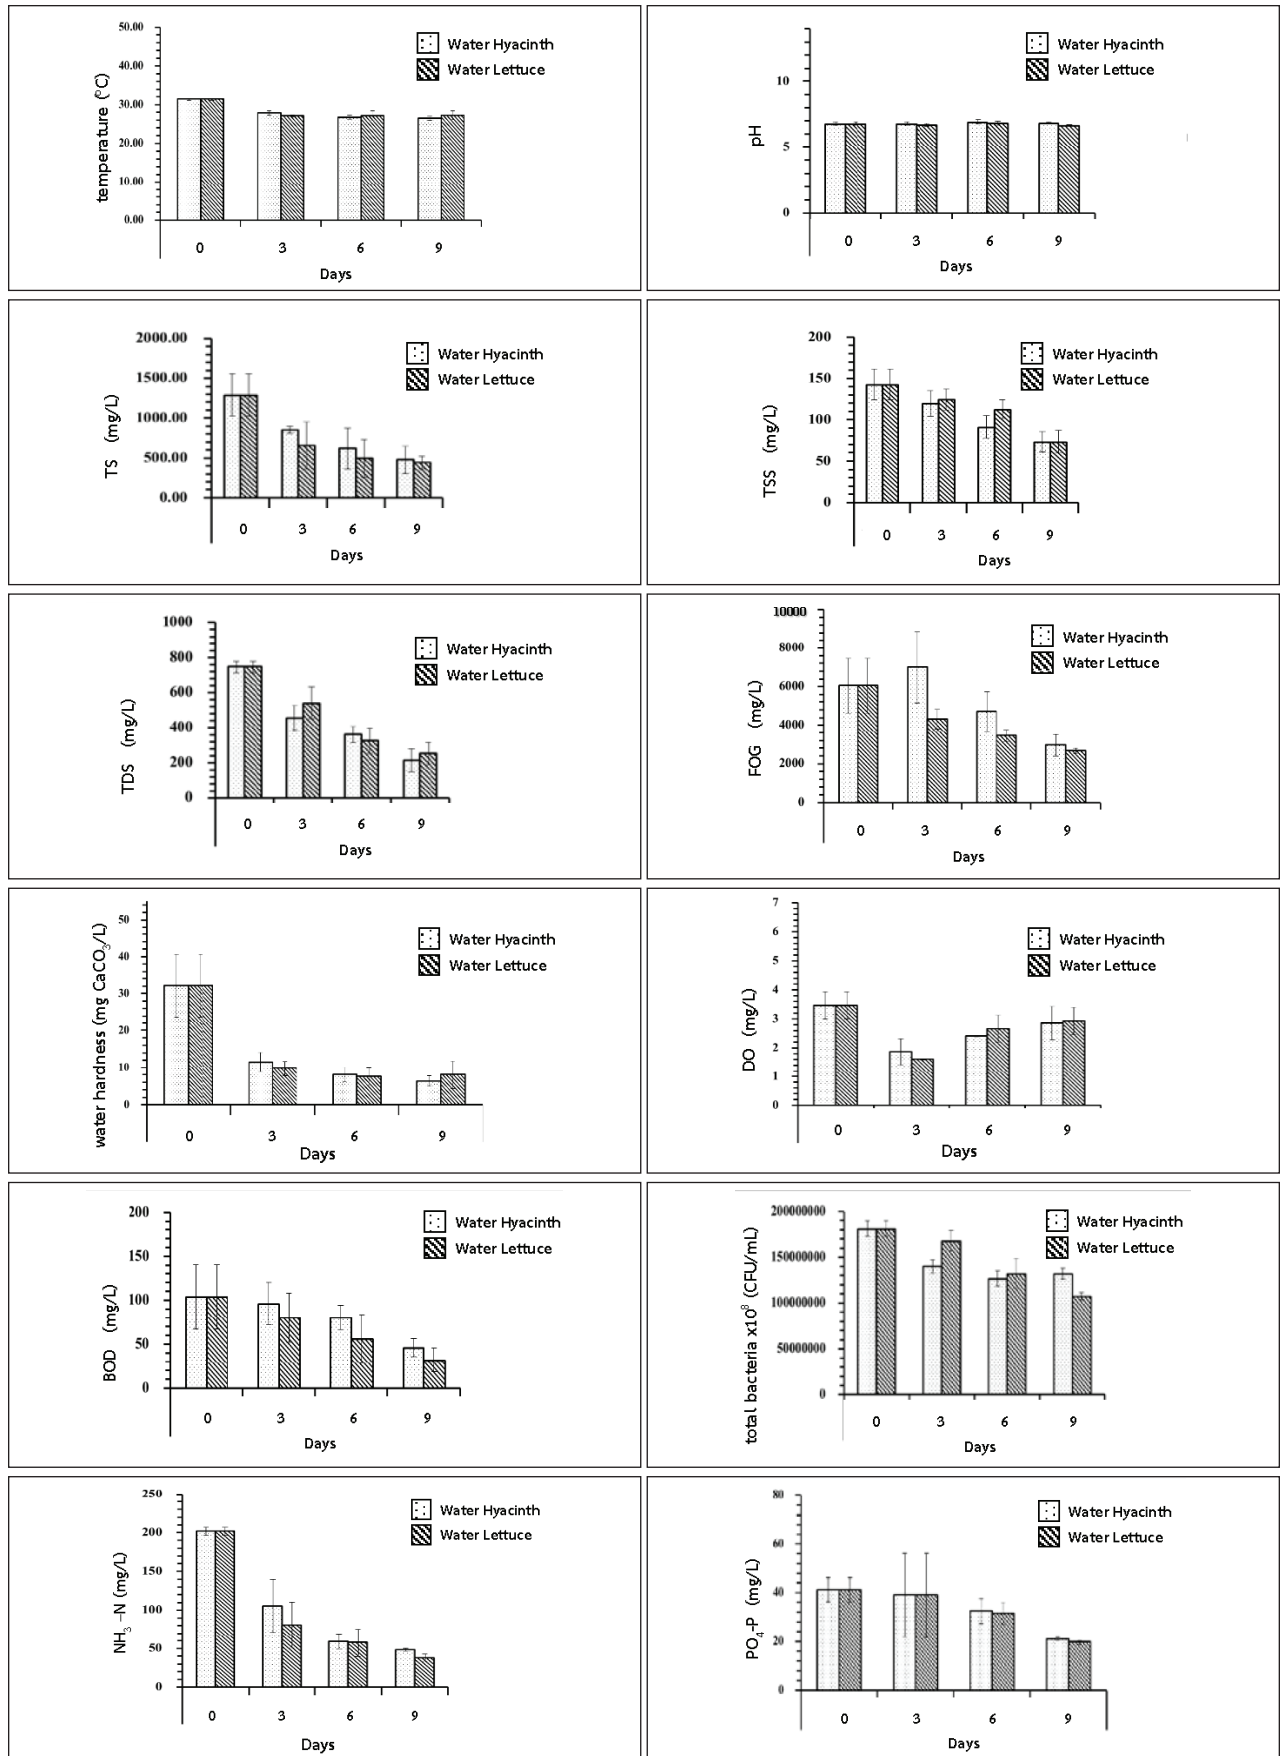 50.00
40.00
30.00
20.00
10.00
0.00
temperature (°C)
Water Hyacinth
Water Lettuce
0 3 6 9
Days
10
5
0
pH
Water Hyacinth
Water Lettuce
0 3 6 9
Days
2000.00
1500.00
1000.00
500.00
0.00
TS (mg/L)
Water Hyacinth
Water Lettuce
0 3 6 9
Days
200
150
100
50
0
TSS (mg/L)
Water Hyacinth
Water Lettuce
0 3 6 9
Days
1000
800
600
400
200
0
TDS (mg/L)
Water Hyacinth
Water Lettuce
0 3 6 9
Days
10000
8000
6000
4000
2000
0
FOG (mg/L)
Water Hyacinth
Water Lettuce
0 3 6 9
Days
50
40
30
20
10
0
water hardness (mg CaCO₃/L)
Water Hyacinth
Water Lettuce
0 3 6 9
Days
7
6
5
4
3
2
1
0
DO (mg/L)
Water Hyacinth
Water Lettuce
0 3 6 9
Days
200
150
100
50
0
BOD (mg/L)
Water Hyacinth
Water Lettuce
0 3 6 9
Days
200000000
150000000
100000000
50000000
0
total bacteria x10⁸ (CFU/mL)
Water Hyacinth
Water Lettuce
0 3 6 9
Days
250
200
150
100
50
0
NH₃ -N (mg/L)
Water Hyacinth
Water Lettuce
0 3 6 9
Days
80
60
40
20
0
PO₄-P (mg/L)
Water Hyacinth
Water Lettuce
0 3 6 9
Days